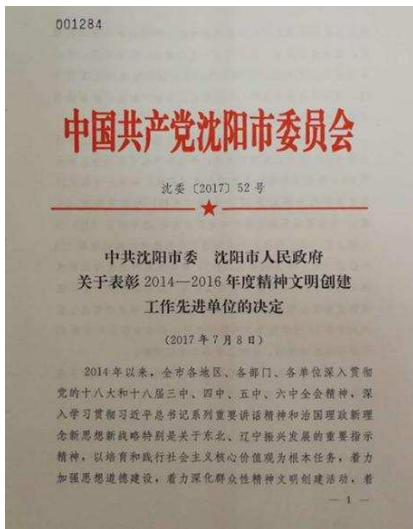 001284
中国共产党沈阳市委员会
沈委〔2017〕52号
中共沈阳市委 沈阳市人民政府
关于表彰2014—2016年度精神文明创建
工作先进单位的决定
(2017年7月8日)
2014年以来，全市各地区、各部门、各单位深入贯彻
党的十八大和十八届三中、四中、五中、六中全会精神，深
入学习贯彻习近平总书记系列重要讲话精神和治国理政新理
念新思想新战略特别是关于东北、辽宁振兴发展的重要指示
精神，以培育和践行社会主义核心价值观为根本任务，着力
加强思想道德建设，着力深化群众性精神文明创建活动，着
— 1 —